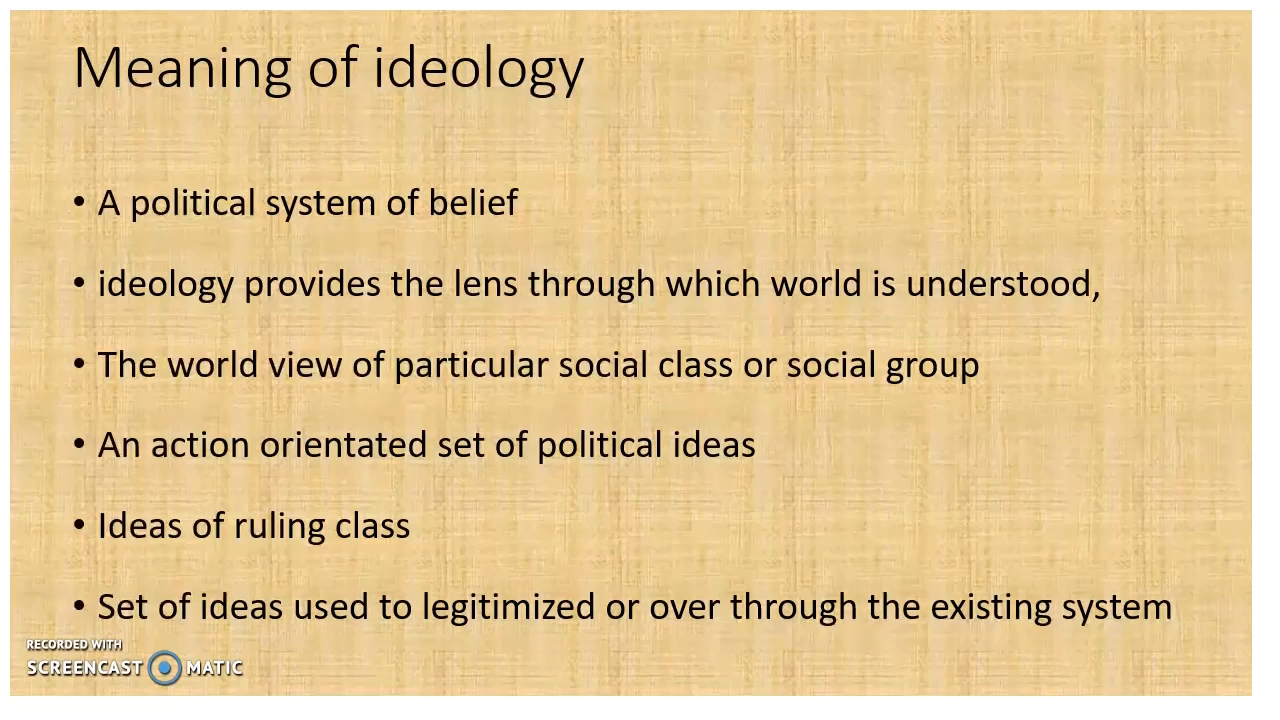 Meaning of ideology
• A political system of belief
• ideology provides the lens through which world is understood,
• The world view of particular social class or social group
• An action orientated set of political ideas
• Ideas of ruling class
• Set of ideas used to legitimized or over through the existing system
RECORDED WITH
SCREENCAST MATIC